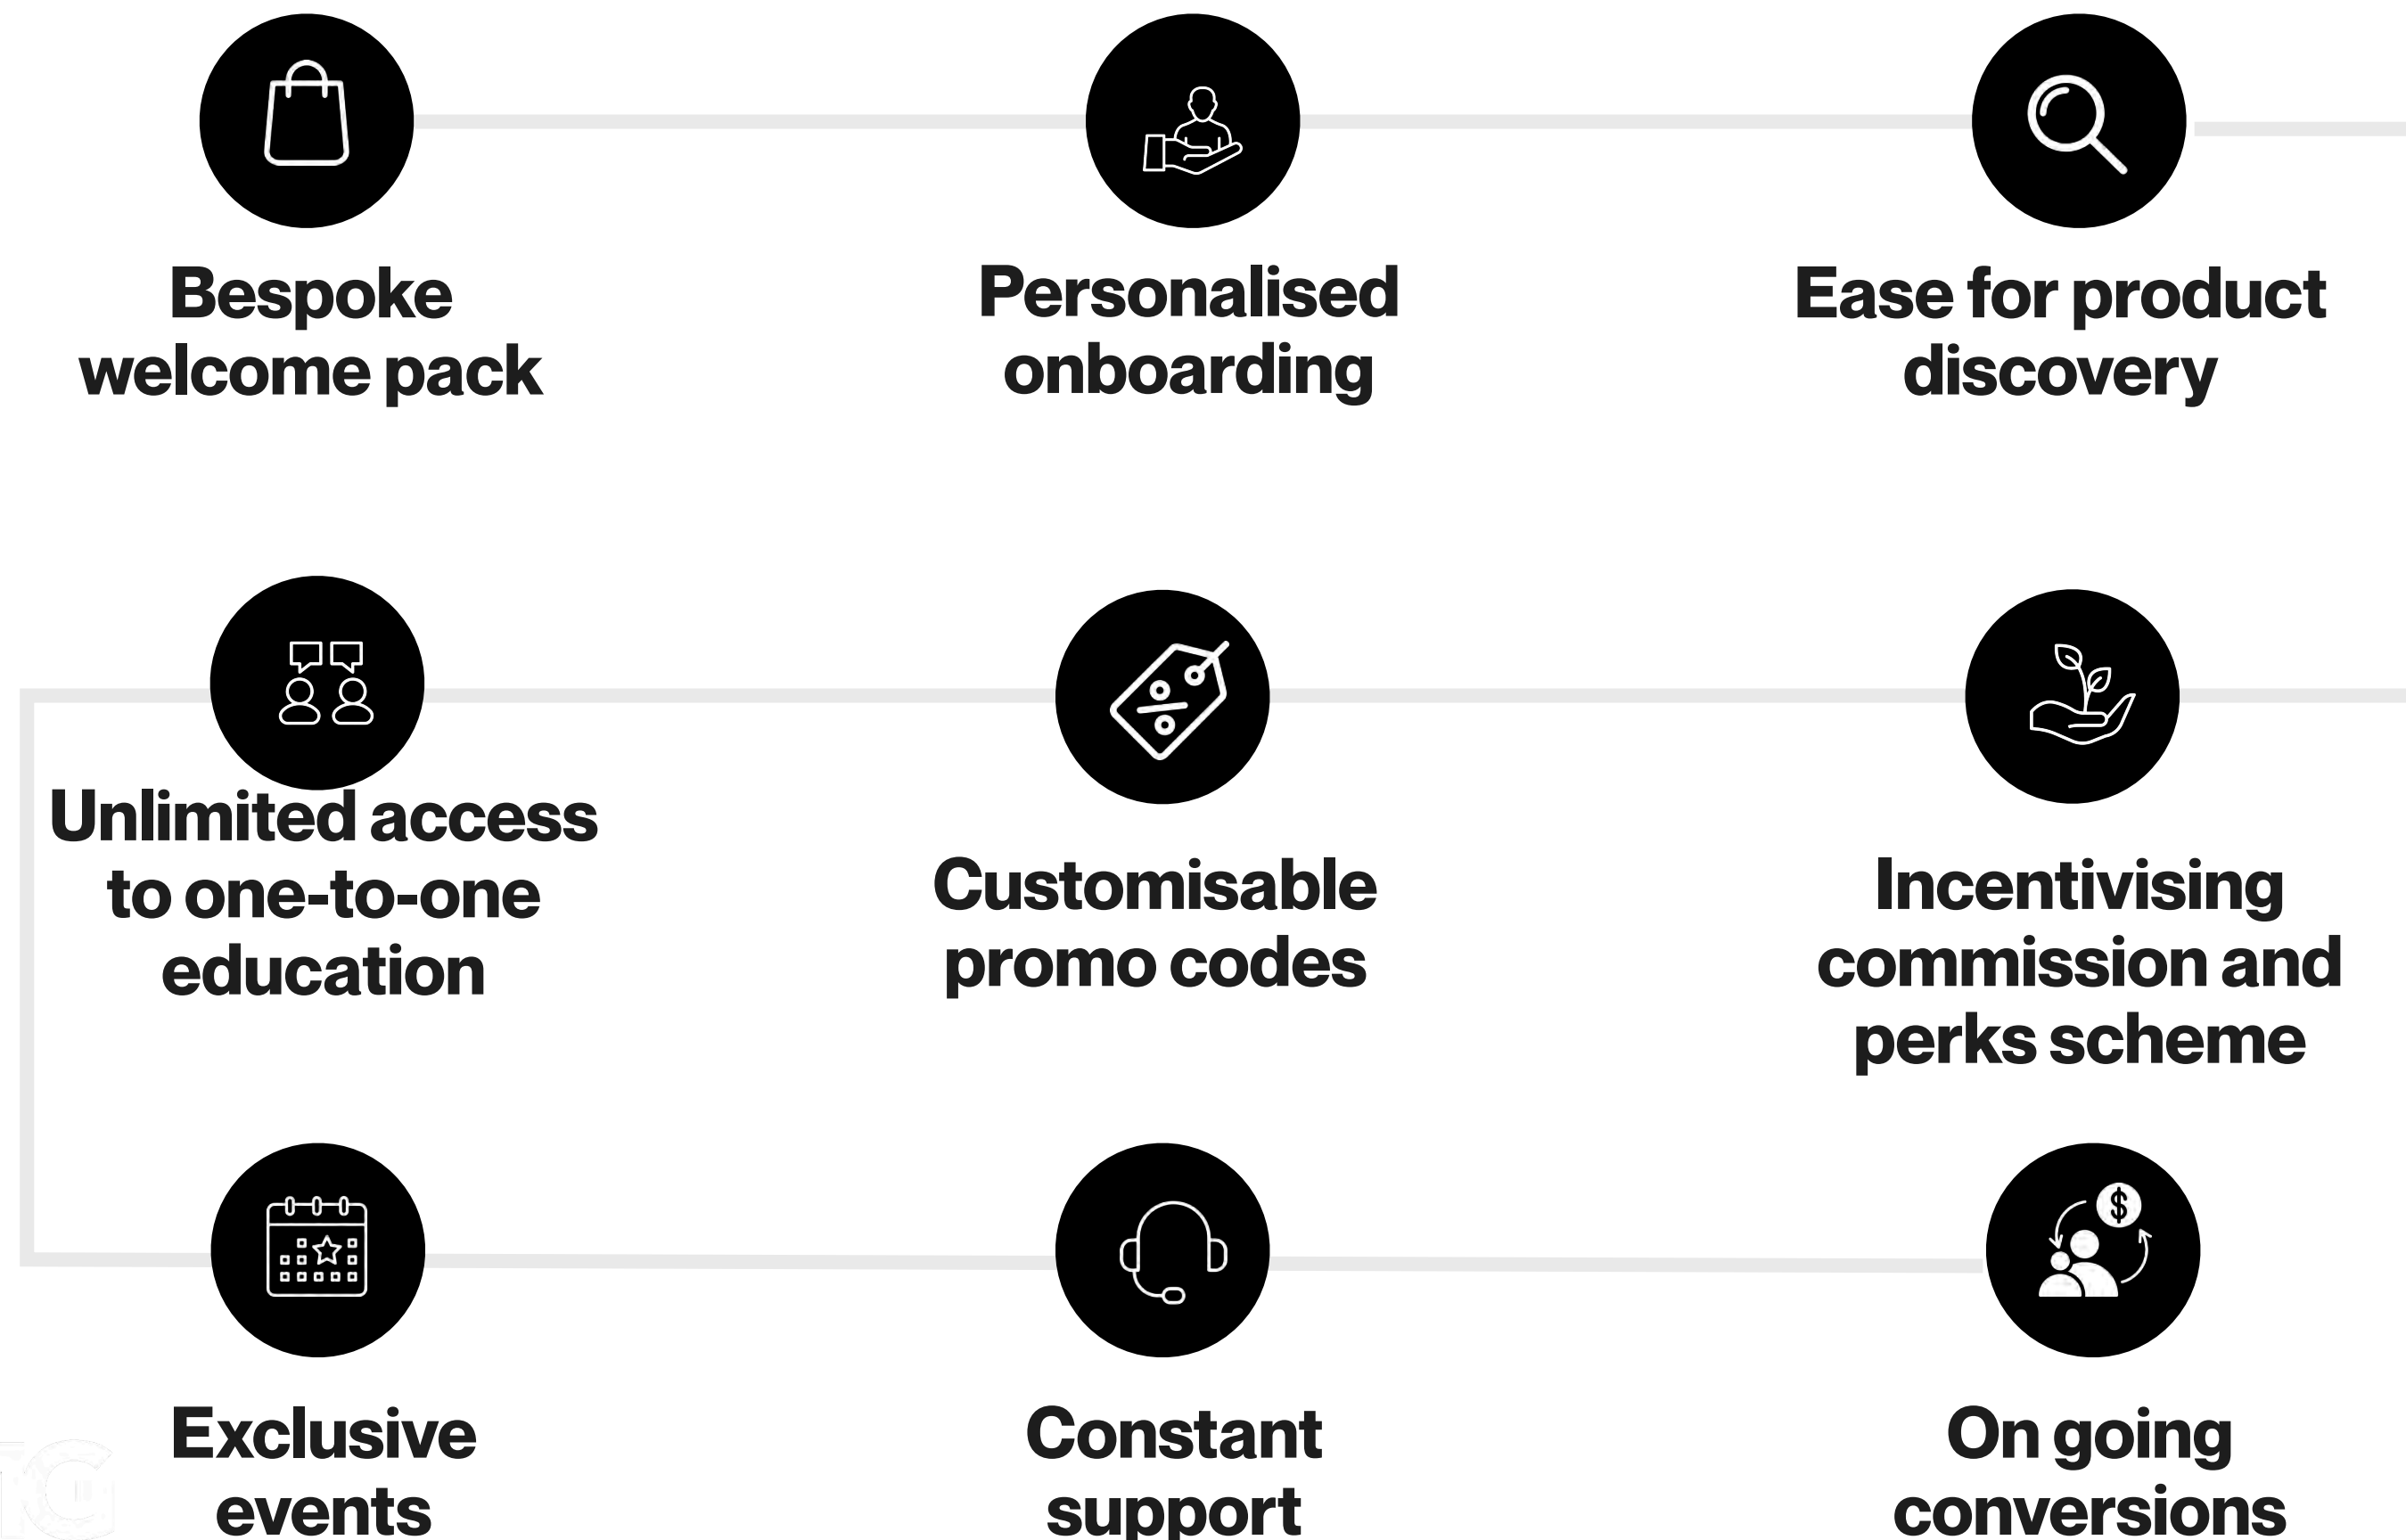 Bespoke
welcome pack
Personalised
onboarding
Ease for product
discovery
Unlimited access
to one-to-one
education
Customisable
promo codes
Incentivising
commission and
perks scheme
Exclusive
events
Constant
support
On going
conversions